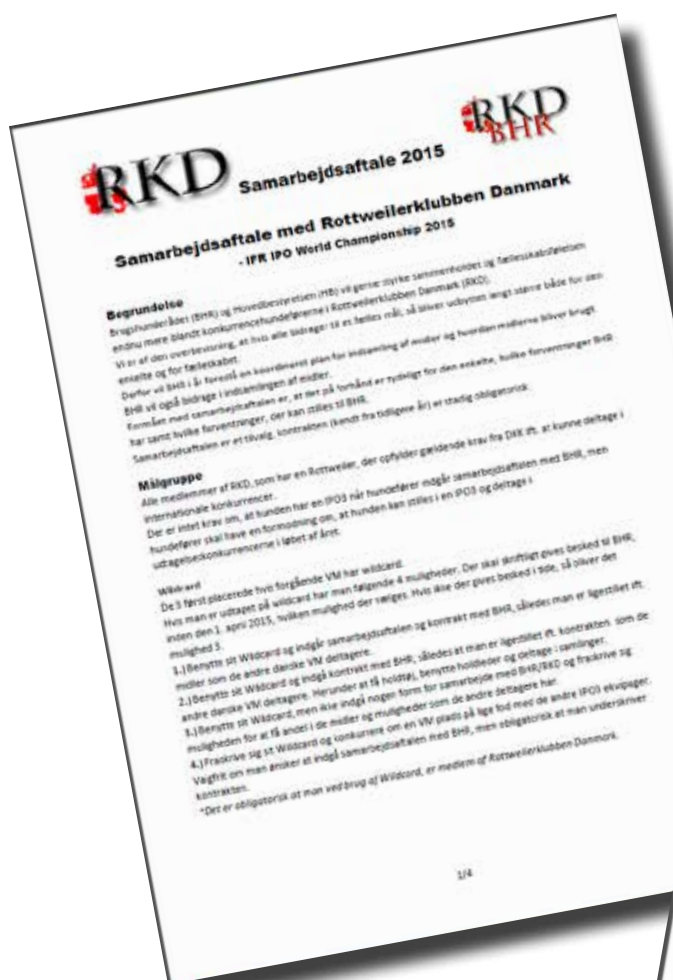 RKD
Samarbejdsaftale 2015
RKD
BHR
Samarbejdsaftale med Rottweilerklubben Danmark
- IFR IPO World Championship 2015
Begrundelse
Brugshunderådet (BHR) og Hovedbestyrelsen (HB) vil gerne styrke sammenholdet og fællesskabsfølelsen
endnu mere blandt konkurrencehundeførerne i Rottweilerklubben Danmark (RKD).
Vi er af den overbevisning, at hvis alle bidrager til et fælles mål, så bliver udbytten langt større både for den
enkelte og for fælleskabet.
Derfor vil BHR i år forestå en koordineret plan for indsamling af midler og hvordan midlerne bliver brugt.
BHR vil også bidrage i indsamlingen af midler.
Formålet med samarbejdsaftalen er, at det på forhånd er tydeligt for den enkelte, hvilke forventninger BHR
har samt hvilke forventninger, der kan stilles til BHR.
Samarbejdsaftalen er et tilvalg, kontrakten (kendt fra tidligere år) er stadig obligatorisk.
Målgruppe
Alle medlemmer af RKD, som har en Rottweiler, der opfylder gældende krav fra DKK ift. at kunne deltage i
internationale konkurrencer.
Der er intet krav om, at hunden har en IPO3 når hundefører indgår samarbejdsaftalen med BHR, men
hundefører skal have en formodning om, at hunden kan stilles i en IPO3 og deltage i
udtagelseskonkurrencerne i løbet af året.
Wildcard
De 3 først placerede hvo forgående VM har wildcard.
Hvis man er udtaget på wildcard har man følgende 4 muligheder. Der skal skriftligt gives besked til BHR,
inden den 1. april 2015, hvilken mulighed der vælges. Hvis ikke der gives besked i tide, så bliver det
mulighed 3.
1.) Benytte sit Wildcard og indgår samarbejdsaftalen og kontrakt med BHR, således man er ligestillet ift.
midler som de andre danske VM deltagere.
2.) Benytte sit Wildcard og indgå kontrakt med BHR, således at man er ligestillet ift. kontrakten som de
andre danske VM deltagere. Herunder at få holdtøj, benytte holdleder og deltage i samlinger.
3.) Benytte sit Wildcard, men ikke indgå nogen form for samarbejde med BHR/RKD og fraskrive sig
muligheden for at få andel i de midler og muligheder som de andre deltagere har.
4.) Fraskrive sig sit Wildcard og konkurrere om en VM plads på lige fod med de andre IPO3 ekvipager.
Valgfrit om man ønsker at indgå samarbejdsaftalen med BHR, men obligatorisk at man underskriver
kontrakten.
*Det er obligatorisk at man ved brug af Wildcard, er medlem af Rottweilerklubben Danmark.
1/4